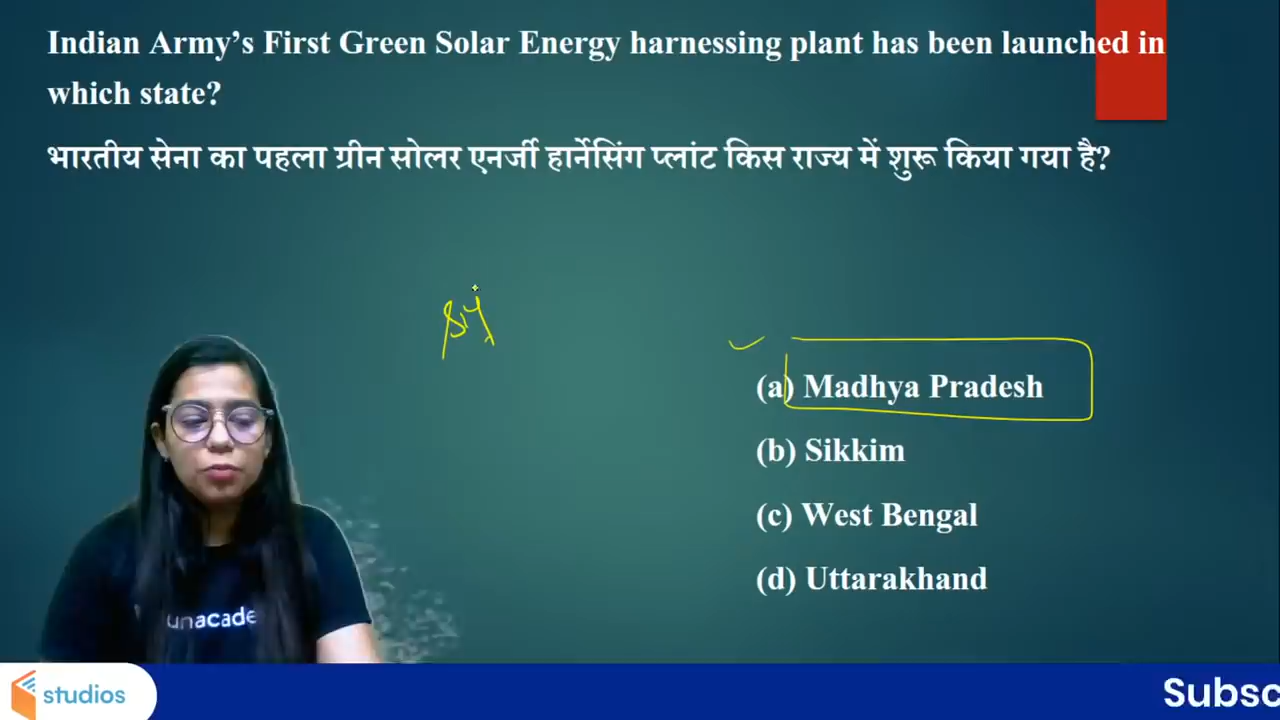 Indian Army’s First Green Solar Energy harnessing plant has been launched in
which state?
भारतीय सेना का पहला ग्रीन सोलर एनर्जी हार्नेसिंग प्लांट किस राज्य में शुरू किया गया है?
(a) Madhya Pradesh
(b) Sikkim
(c) West Bengal
(d) Uttarakhand
unacade
studios
Subsc